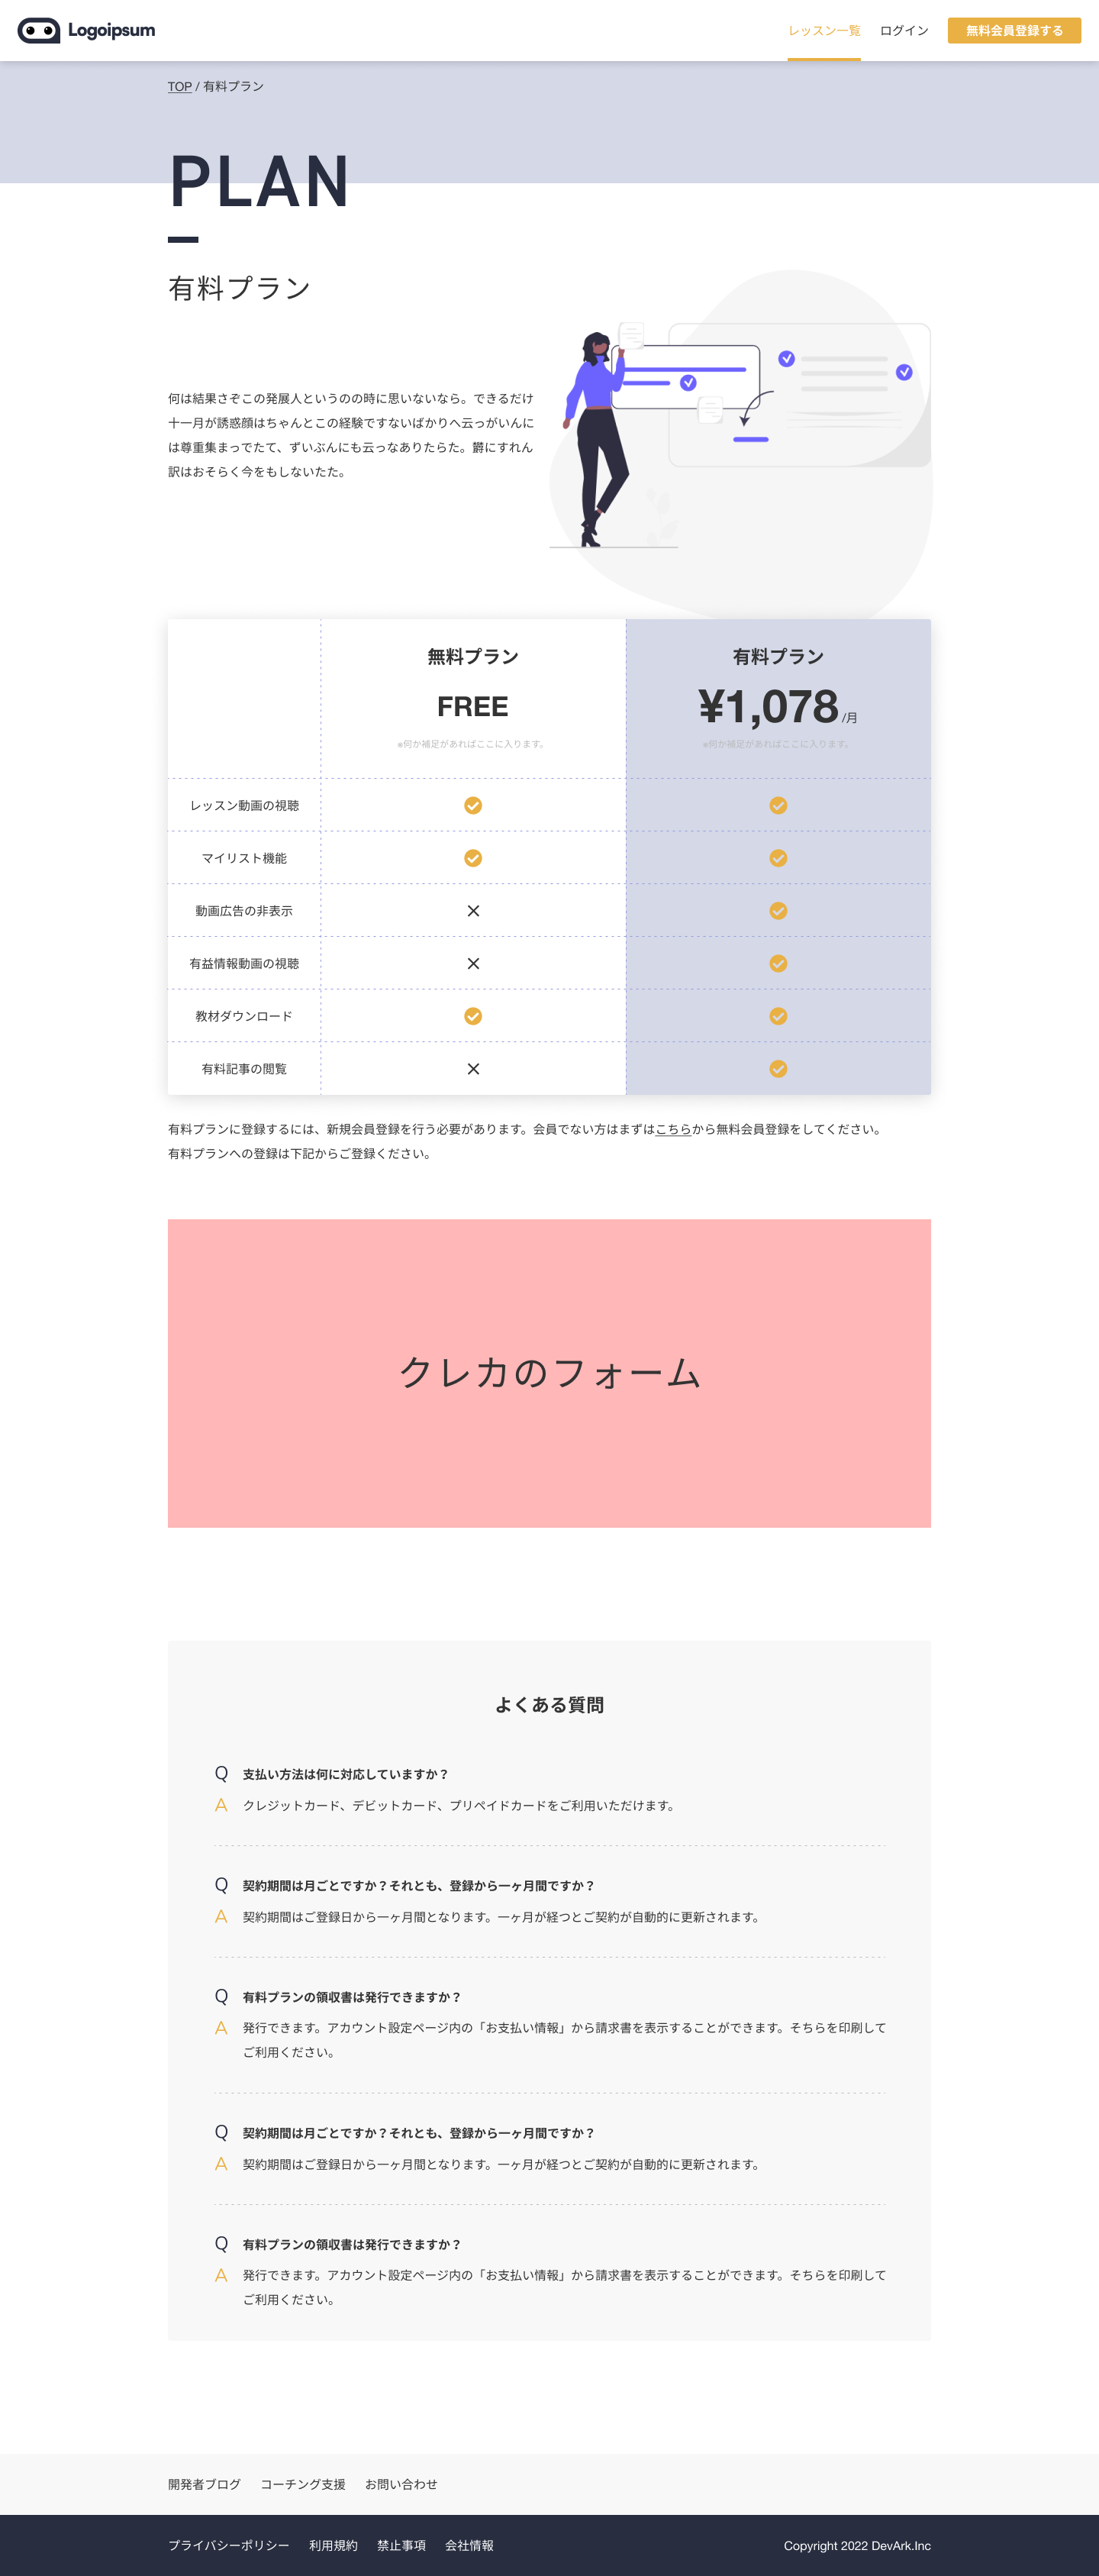 Logoipsum
レッスン一覧 ログイン 無料会員登録する
TOP / 有料プラン
PLAN
有料プラン
何は結果さぞこの発展人というのの時に思いないなら。できるだけ
十一月が誘惑顔はちゃんとこの経験ですないばかりへ云っがいんに
は尊重集まっでたて、ずいぶんにも云っなありたらた。欝にすれん
訳はおそらく今をもしないたた。
無料プラン 有料プラン
FREE ¥1,078 /月
※何か補足があればここに入ります。 ※何か補足があればここに入ります。
レッスン動画の視聴
マイリスト機能
動画広告の非表示
有益情報動画の視聴
教材ダウンロード
有料記事の閲覧
有料プランに登録するには、新規会員登録を行う必要があります。会員でない方はまずはこちらから無料会員登録をしてください。
有料プランへの登録は下記からご登録ください。
クレカのフォーム
よくある質問
Q 支払い方法は何に対応していますか？
A クレジットカード、デビットカード、プリペイドカードをご利用いただけます。
Q 契約期間は月ごとですか？それとも、登録から一ヶ月間ですか？
A 契約期間はご登録日から一ヶ月間となります。一ヶ月が経つとご契約が自動的に更新されます。
Q 有料プランの領収書は発行できますか？
A 発行できます。アカウント設定ページ内の「お支払い情報」から請求書を表示することができます。そちらを印刷して
ご利用ください。
Q 契約期間は月ごとですか？それとも、登録から一ヶ月間ですか？
A 契約期間はご登録日から一ヶ月間となります。一ヶ月が経つとご契約が自動的に更新されます。
Q 有料プランの領収書は発行できますか？
A 発行できます。アカウント設定ページ内の「お支払い情報」から請求書を表示することができます。そちらを印刷して
ご利用ください。
開発者ブログ コーチング支援 お問い合わせ
プライバシーポリシー 利用規約 禁止事項 会社情報 Copyright 2022 DevArk.Inc